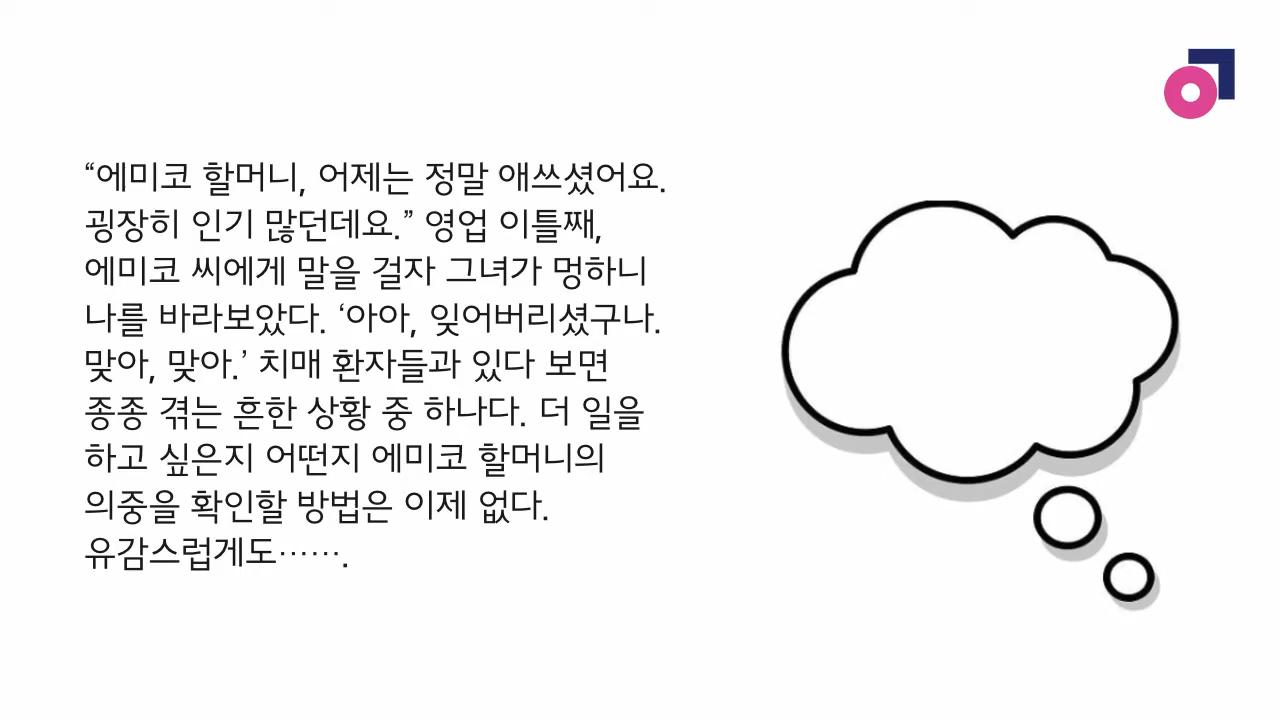 “에미코 할머니, 어제는 정말 애쓰셨어요.
굉장히 인기 많던데요.” 영업 이틀째,
에미코 씨에게 말을 걸자 그녀가 멍하니
나를 바라보았다. ‘아아, 잊어버리셨구나.
맞아, 맞아.’ 치매 환자들과 있다 보면
종종 겪는 흔한 상황 중 하나다. 더 일을
하고 싶은지 어떤지 에미코 할머니의
의중을 확인할 방법은 이제 없다.
유감스럽게도⋯⋯.